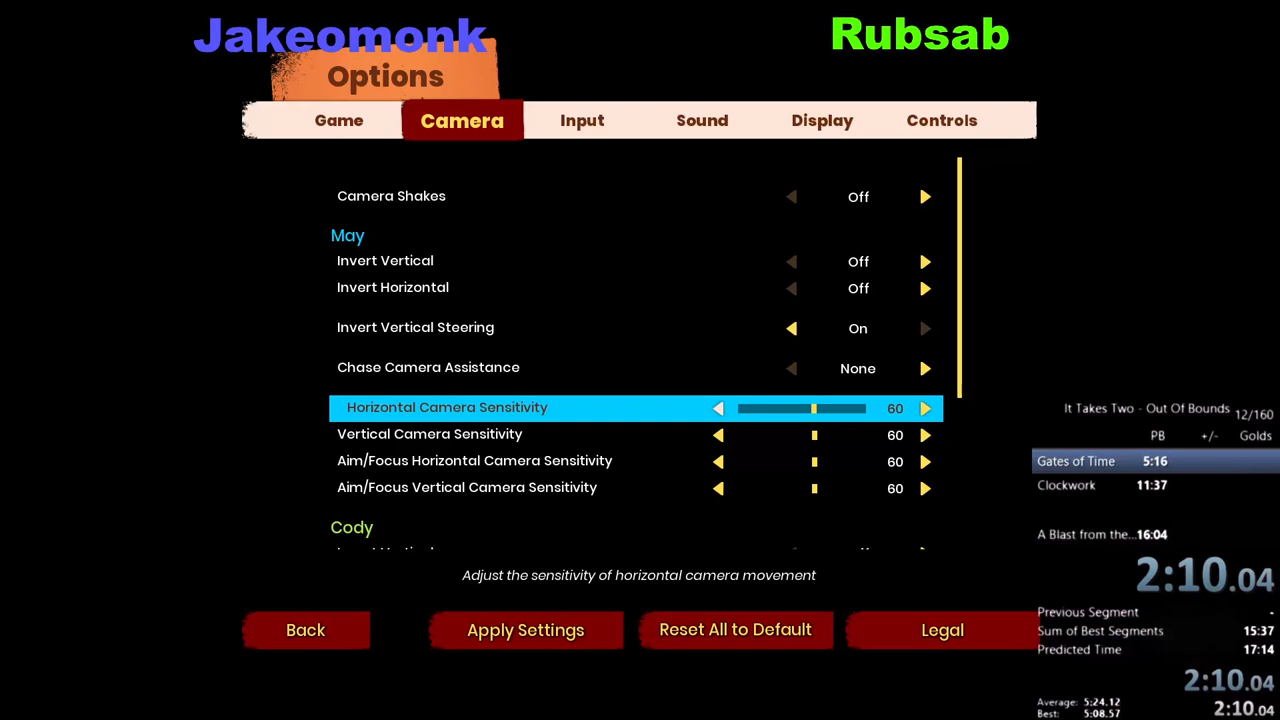 Jakeomonk
Rubsab
Options
Game
Camera
Input
Sound
Display
Controls
Camera Shakes
Off
May
Invert Vertical
Off
Invert Horizontal
Off
Invert Vertical Steering
On
Chase Camera Assistance
None
Horizontal Camera Sensitivity
60
Vertical Camera Sensitivity
60
Aim/Focus Horizontal Camera Sensitivity
60
Aim/Focus Vertical Camera Sensitivity
60
Cody
Adjust the sensitivity of horizontal camera movement
Back
Apply Settings
Reset All to Default
Legal
It Takes Two - Out Of Bounds 12/160
PB +/- Golds
Gates of Time 5:16
Clockwork 11:37
A Blast from the... 16:04
2:10.04
Previous Segment -
Sum of Best Segments 15:37
Predicted Time 17:14
2:10.04
Average: 5:24.12
Best: 5:08.57
2:10.04